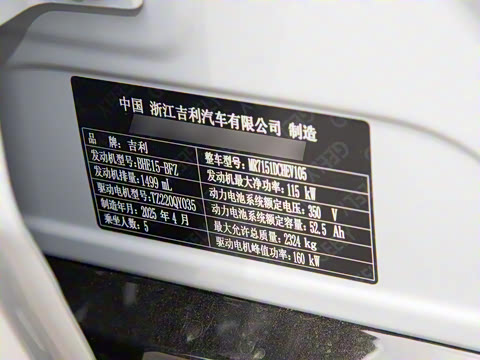 中国 浙江吉利汽车有限公司 制造
品 牌：吉利
整车型号：MR7151DCHEV105
发动机型号：BHE15-BFZ
发动机最大净功率：115 kW
发动机排量：1499 mL
动力电池系统额定电压：350 V
驱动电机型号：TZ220QY035
动力电池系统额定容量：52.5 Ah
制造年月：2025 年 4 月
最大允许总质量：2324 kg
乘坐人数：5
驱动电机峰值功率：160 kW